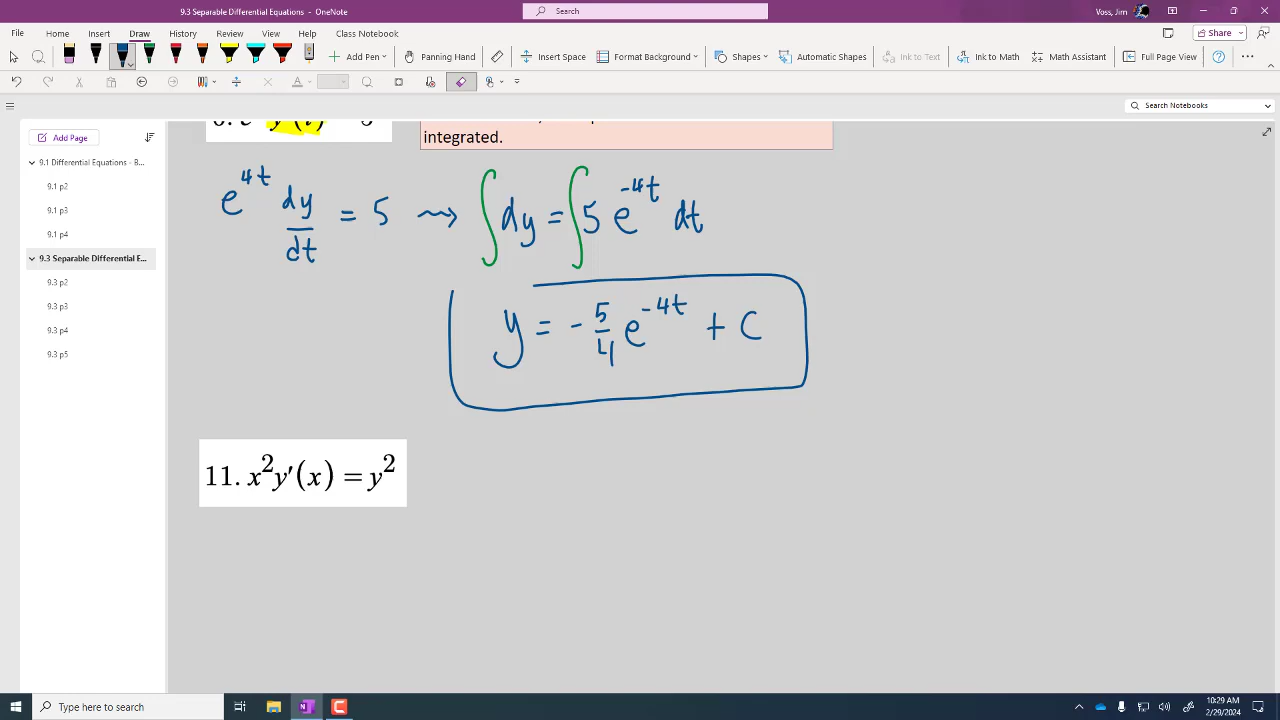 9.3 Separable Differential Equations - OneNote
Search
Voss, Jim
File Home Insert Draw History Review View Help Class Notebook
Share
Add Pen Panning Hand Insert Space Format Background Shapes Automatic Shapes Ink to Text Ink to Math Math Assistant Full Page View
Search Notebooks
Add Page
9.1 Differential Equations - B...
9.1 p2
9.1 p3
9.1 p4
9.3 Separable Differential E...
9.3 p2
9.3 p3
9.3 p4
9.3 p5
integrated.
e^{4t} dy/dt = 5 ⇝ ∫ dy = ∫ 5 e^{-4t} dt
y = - 5/4 e^{-4t} + C
11. x²y′(x) = y²
Type here to search
10:29 AM
2/29/2024